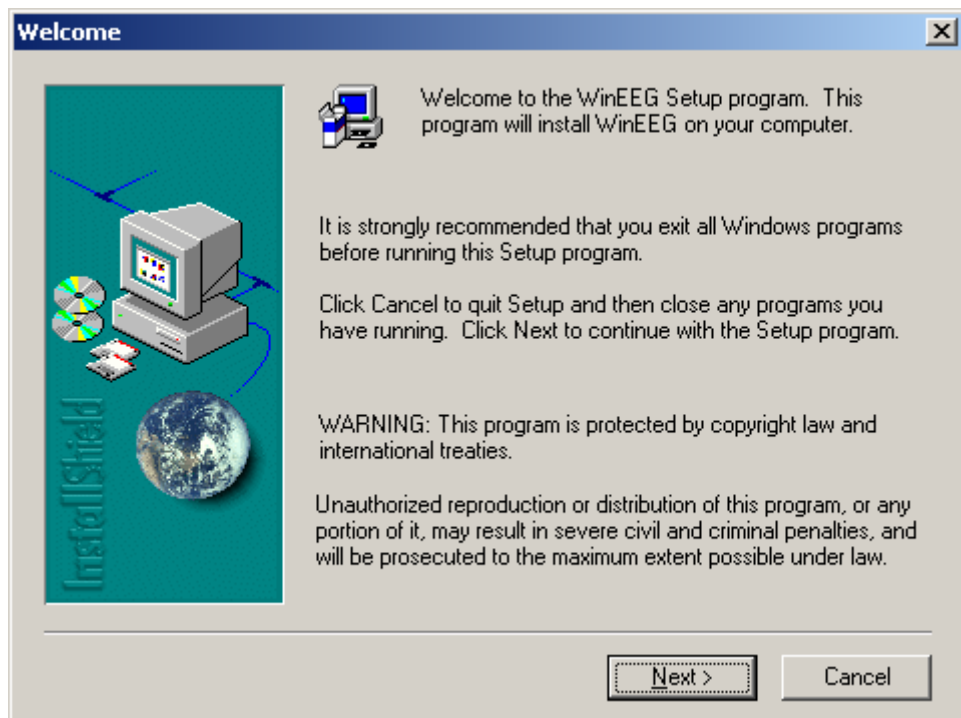 Welcome
Welcome to the WinEEG Setup program.  This
program will install WinEEG on your computer.
It is strongly recommended that you exit all Windows programs
before running this Setup program.
Click Cancel to quit Setup and then close any programs you
have running.  Click Next to continue with the Setup program.
WARNING: This program is protected by copyright law and
international treaties.
Unauthorized reproduction or distribution of this program, or any
portion of it, may result in severe civil and criminal penalties, and
will be prosecuted to the maximum extent possible under law.
InstallShield
Next >
Cancel